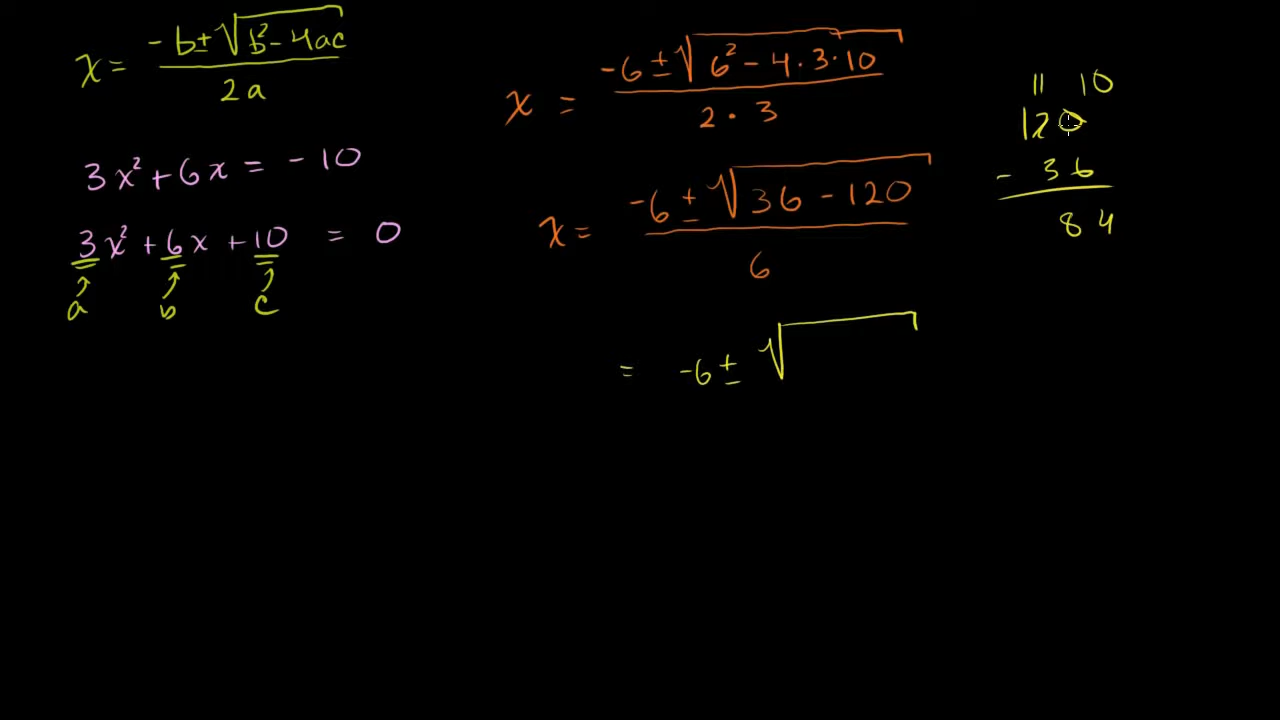 x = -b ± √(b² - 4ac) / 2a
3x² + 6x = -10
3x² + 6x + 10 = 0
a b c
x = -6 ± √(6² - 4·3·10) / 2·3
x = -6 ± √(36 - 120) / 6
= -6 ± √
11 10
120
- 36
84